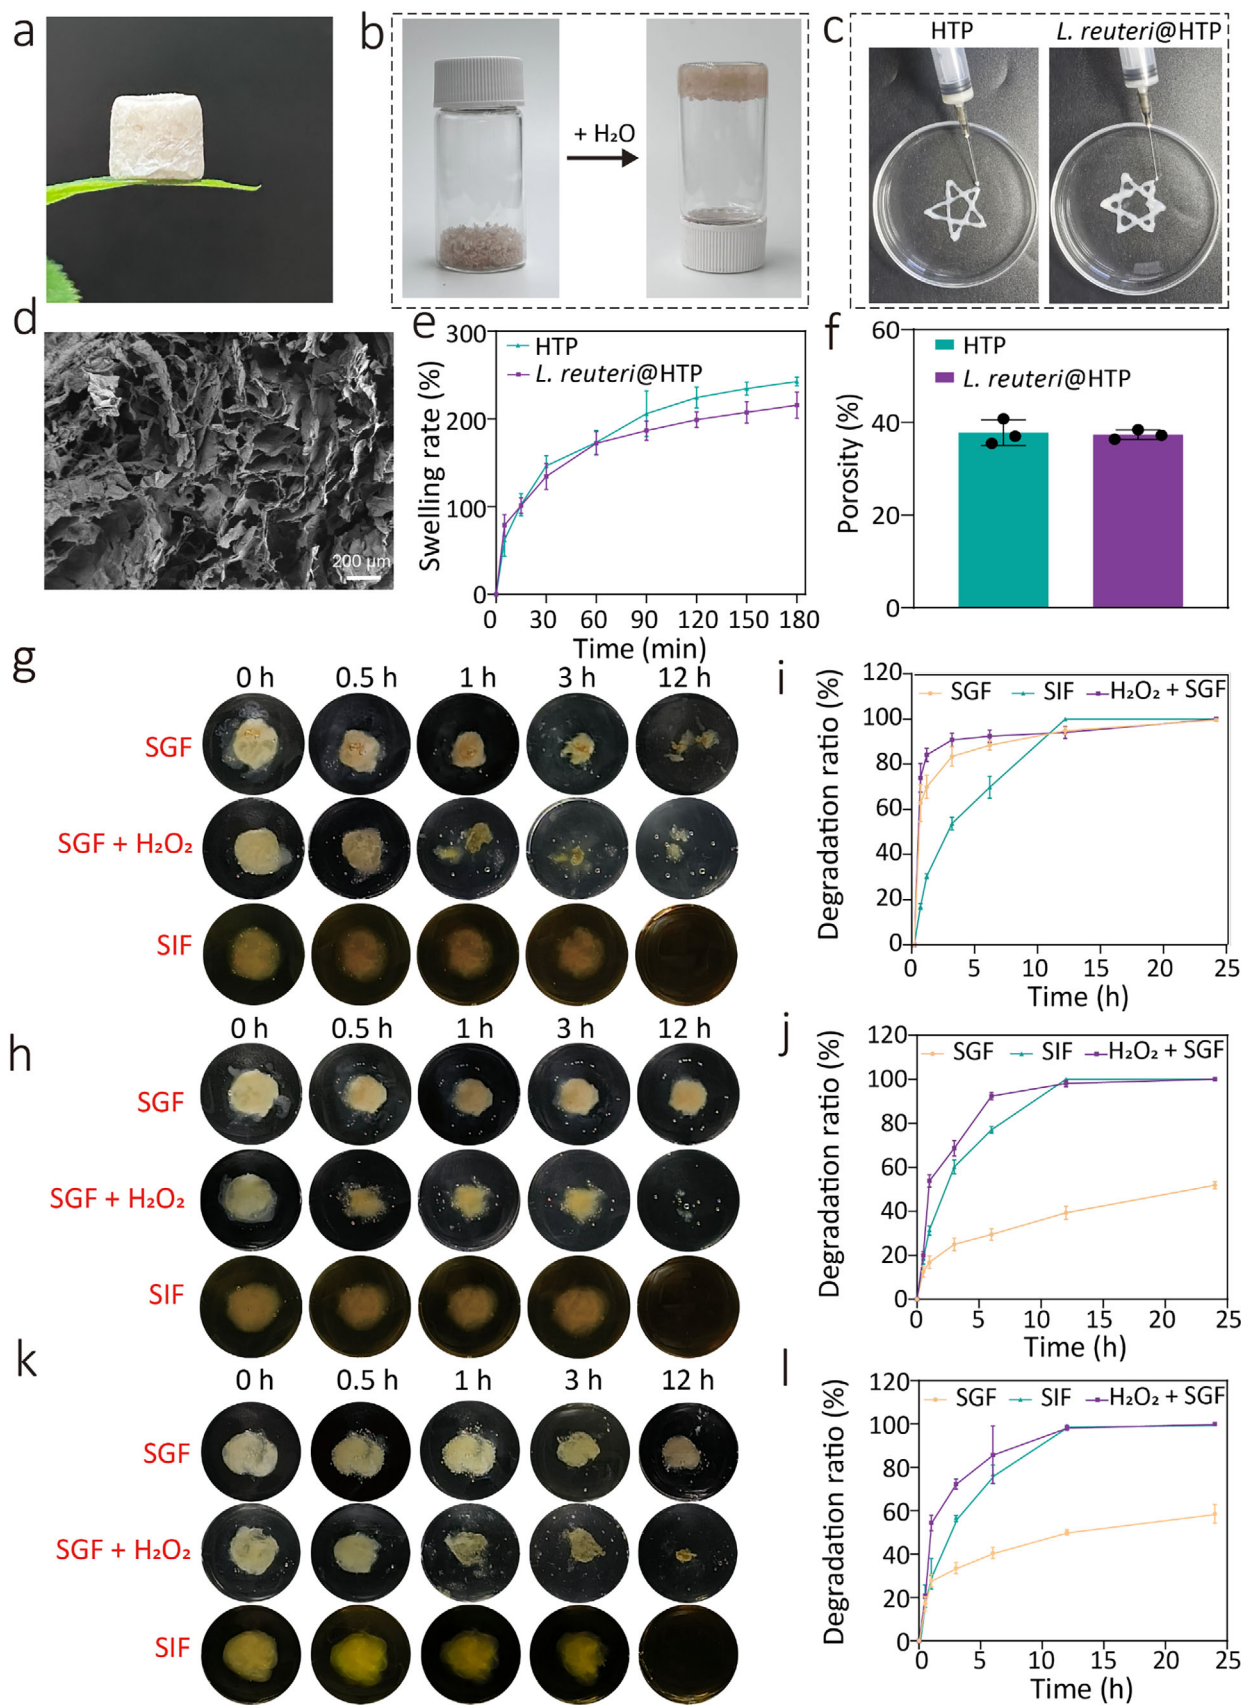 a
b
+ H₂O
c
HTP
L. reuteri@HTP
d
200 μm
e
300
200
100
0
HTP
L. reuteri@HTP
Swelling rate (%)
0 30 60 90 120 150 180
Time (min)
f
60
40
20
0
HTP
L. reuteri@HTP
Porosity (%)
g
0 h 0.5 h 1 h 3 h 12 h
SGF
SGF + H₂O₂
SIF
h
0 h 0.5 h 1 h 3 h 12 h
SGF
SGF + H₂O₂
SIF
i
120
100
80
60
40
20
0
SGF SIF H₂O₂ + SGF
Degradation ratio (%)
0 5 10 15 20 25
Time (h)
j
120
100
80
60
40
20
0
SGF SIF H₂O₂ + SGF
Degradation ratio (%)
0 5 10 15 20 25
Time (h)
k
0 h 0.5 h 1 h 3 h 12 h
SGF
SGF + H₂O₂
SIF
l
120
100
80
60
40
20
0
SGF SIF H₂O₂ + SGF
Degradation ratio (%)
0 5 10 15 20 25
Time (h)